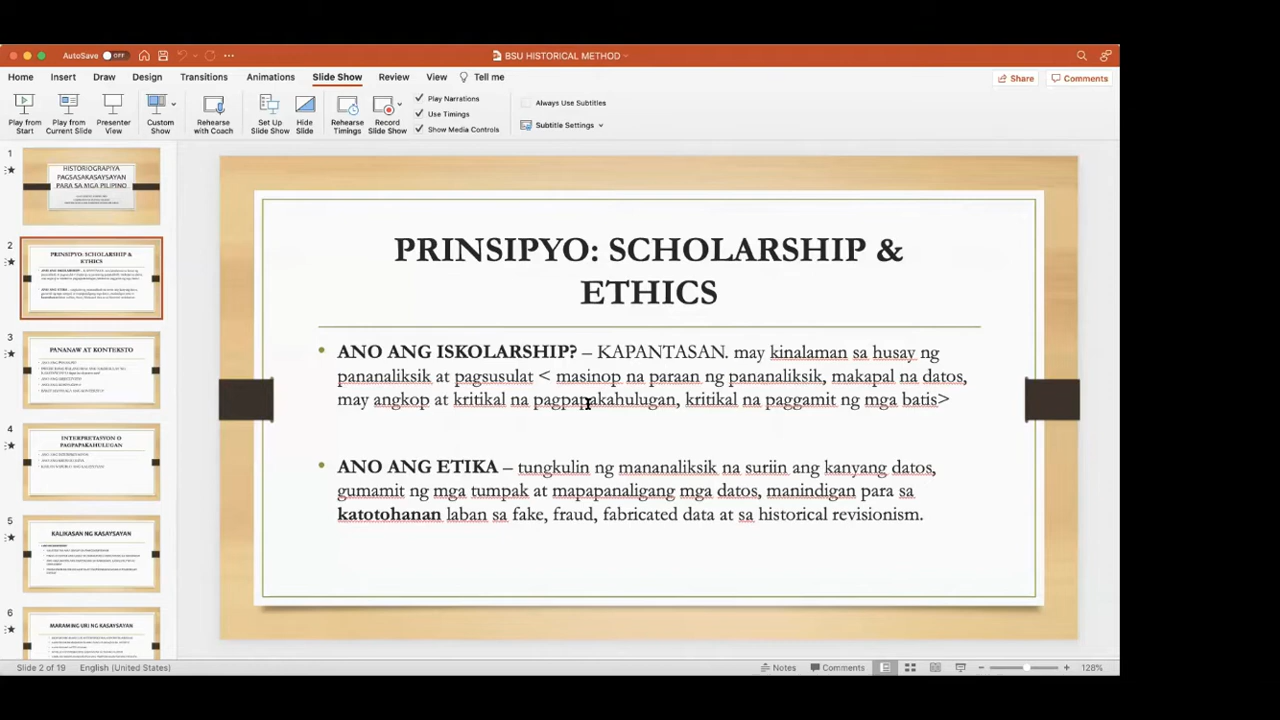 AutoSave OFF
BSU HISTORICAL METHOD
Home Insert Draw Design Transitions Animations Slide Show Review View Tell me
Share Comments
Play from Start
Play from Current Slide
Presenter View
Custom Show
Rehearse with Coach
Set Up Slide Show
Hide Slide
Rehearse Timings
Record Slide Show
Play Narrations
Use Timings
Show Media Controls
Always Use Subtitles
Subtitle Settings
1
HISTORIOGRAPIYA
PAGSASAKASAYSAYAN
PARA SA MGA PILIPINO
2
PRINSIPYO: SCHOLARSHIP &
ETHICS
3
PANANAW AT KONTEKSTO
4
INTERPRETASYON O
PAGPAPAKAHULUGAN
5
KALIKASAN NG KASAYSAYAN
6
MARAMING URI NG KASAYSAYAN
PRINSIPYO: SCHOLARSHIP &
ETHICS
• ANO ANG ISKOLARSHIP? – KAPANTASAN. may kinalaman sa husay ng
pananaliksik at pagsusulat < masinop na paraan ng pananaliksik, makapal na datos,
may angkop at kritikal na pagpapakahulugan, kritikal na paggamit ng mga batis>
• ANO ANG ETIKA – tungkulin ng mananaliksik na suriin ang kanyang datos,
gumamit ng mga tumpak at mapapanaligang mga datos, manindigan para sa
katotohanan laban sa fake, fraud, fabricated data at sa historical revisionism.
Slide 2 of 19 English (United States)
Notes Comments 128%